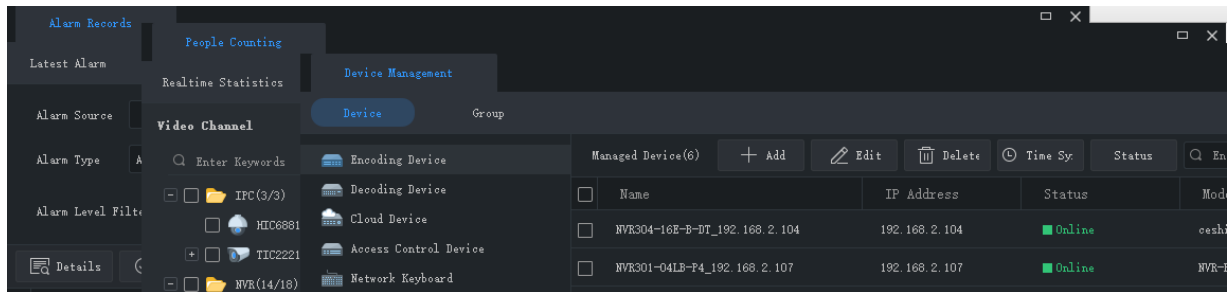 Alarm Records
Latest Alarm
Alarm Source
Alarm Type
Alarm Level Filte
Details
People Counting
Realtime Statistics
Video Channel
Enter Keywords
IPC(3/3)
HIC6881
TIC2221
NVR(14/18)
Device Management
Device Group
Encoding Device
Decoding Device
Cloud Device
Access Control Device
Network Keyboard
Managed Device(6) Add Edit Delete Time Sy Status En
Name IP Address Status Mod
NVR304-16E-B-DT_192.168.2.104 192.168.2.104 Online ceshi
NVR301-04LB-P4_192.168.2.107 192.168.2.107 Online NVR-